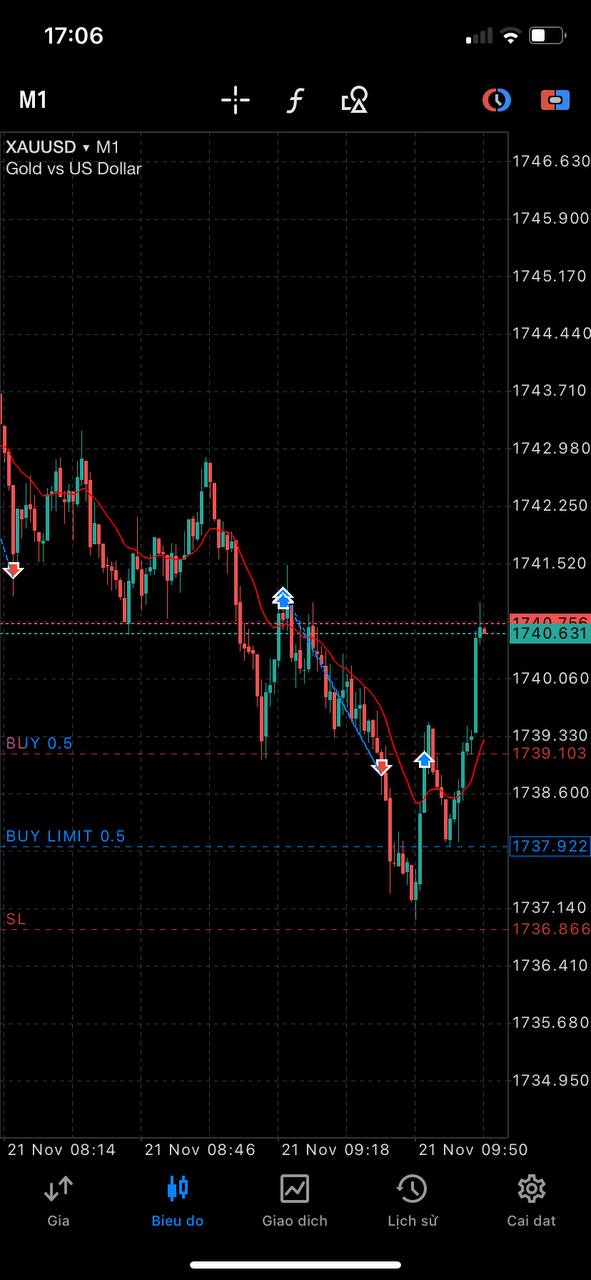 17:06
M1
XAUUSD ▾ M1
Gold vs US Dollar
1746.630
1745.900
1745.170
1744.440
1743.710
1742.980
1742.250
1741.520
1740.756
1740.631
1740.060
1739.330
BUY 0.5
1739.103
1738.600
BUY LIMIT 0.5
1737.922
1737.140
SL
1736.866
1736.410
1735.680
1734.950
21 Nov 08:14
21 Nov 08:46
21 Nov 09:18
21 Nov 09:50
Gia
Bieu do
Giao dich
Lịch sử
Cai dat